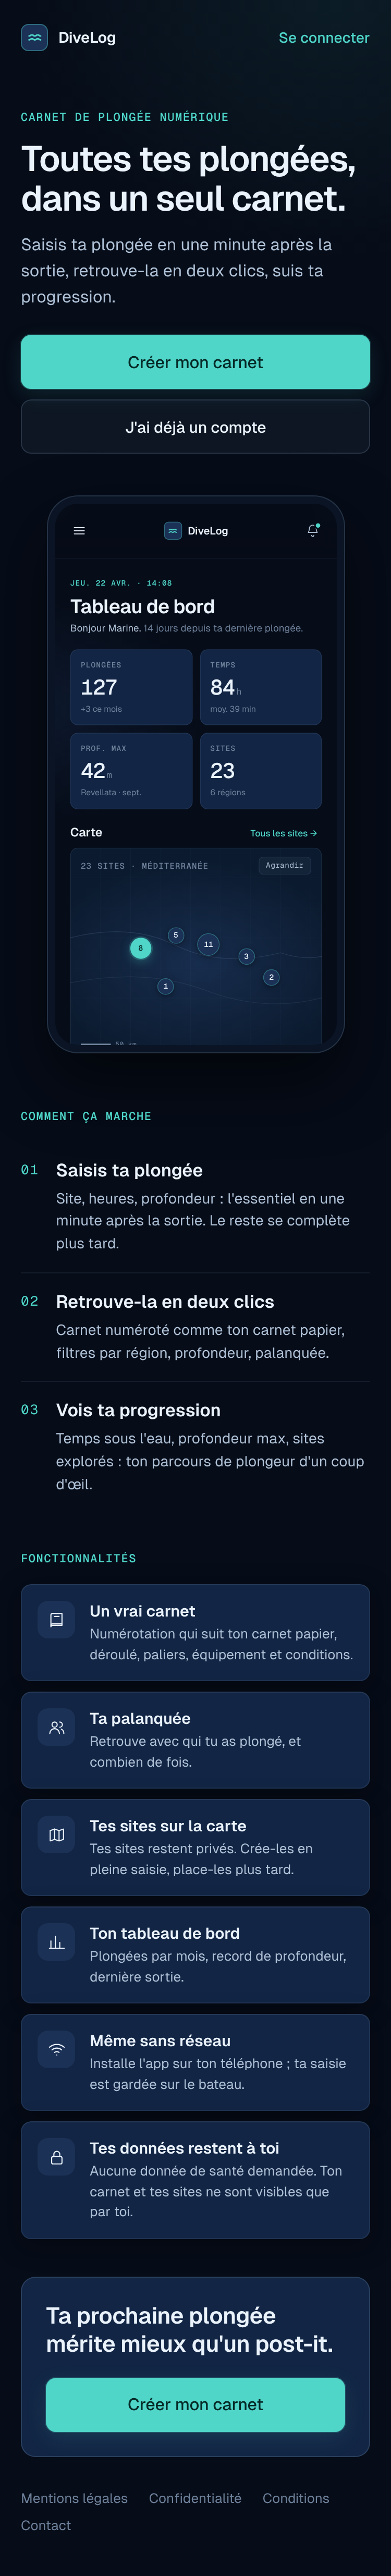 DiveLog
Se connecter
CARNET DE PLONGÉE NUMÉRIQUE
Toutes tes plongées,
dans un seul carnet.
Saisis ta plongée en une minute après la
sortie, retrouve-la en deux clics, suis ta
progression.
Créer mon carnet
J'ai déjà un compte
DiveLog
JEU. 22 AVR. · 14:08
Tableau de bord
Bonjour Marine. 14 jours depuis ta dernière plongée.
PLONGÉES
127
+3 ce mois
TEMPS
84h
moy. 39 min
PROF. MAX
42m
Revellata · sept.
SITES
23
6 régions
Carte
Tous les sites →
23 SITES · MÉDITERRANÉE
Agrandir
8
5
11
3
2
1
50 km
COMMENT ÇA MARCHE
01
Saisis ta plongée
Site, heures, profondeur : l'essentiel en une
minute après la sortie. Le reste se complète
plus tard.
02
Retrouve-la en deux clics
Carnet numéroté comme ton carnet papier,
filtres par région, profondeur, palanquée.
03
Vois ta progression
Temps sous l'eau, profondeur max, sites
explorés : ton parcours de plongeur d'un coup
d'œil.
FONCTIONNALITÉS
Un vrai carnet
Numérotation qui suit ton carnet papier,
déroulé, paliers, équipement et conditions.
Ta palanquée
Retrouve avec qui tu as plongé, et
combien de fois.
Tes sites sur la carte
Tes sites restent privés. Crée-les en
pleine saisie, place-les plus tard.
Ton tableau de bord
Plongées par mois, record de profondeur,
dernière sortie.
Même sans réseau
Installe l'app sur ton téléphone ; ta saisie
est gardée sur le bateau.
Tes données restent à toi
Aucune donnée de santé demandée. Ton
carnet et tes sites ne sont visibles que
par toi.
Ta prochaine plongée
mérite mieux qu'un post-it.
Créer mon carnet
Mentions légales
Confidentialité
Conditions
Contact